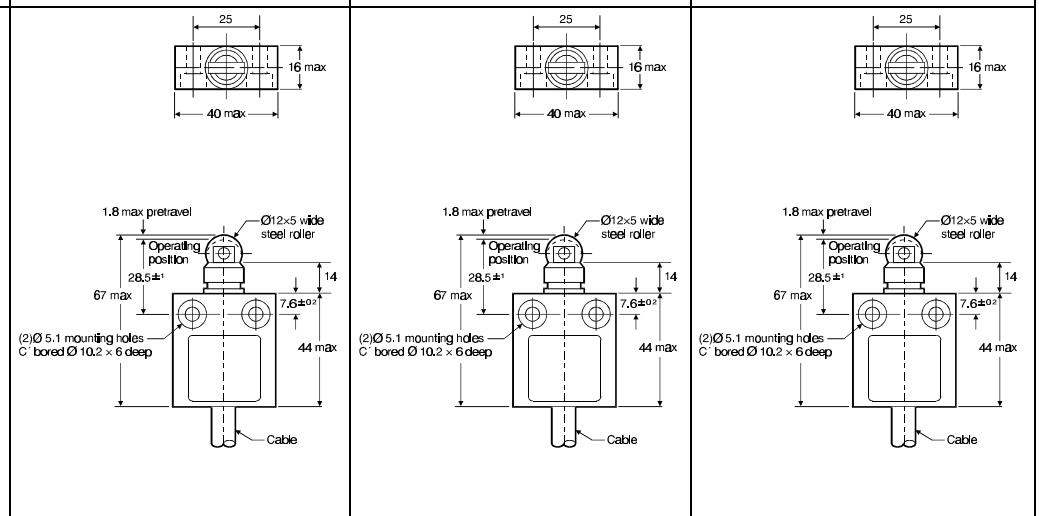 25
16 max
40 max
1.8 max pretravel
Ø12×5 wide
steel roller
Operating
position
28.5±1
14
67 max
7.6±0.2
(2)Ø 5.1 mounting holes
C´ bored Ø 10.2 × 6 deep
44 max
Cable
25
16 max
40 max
1.8 max pretravel
Ø12×5 wide
steel roller
Operating
position
28.5±1
14
67 max
7.6±0.2
(2)Ø 5.1 mounting holes
C´ bored Ø 10.2 × 6 deep
44 max
Cable
25
16 max
40 max
1.8 max pretravel
Ø12×5 wide
steel roller
Operating
position
28.5±1
14
67 max
7.6±0.2
(2)Ø 5.1 mounting holes
C´ bored Ø 10.2 × 6 deep
44 max
Cable